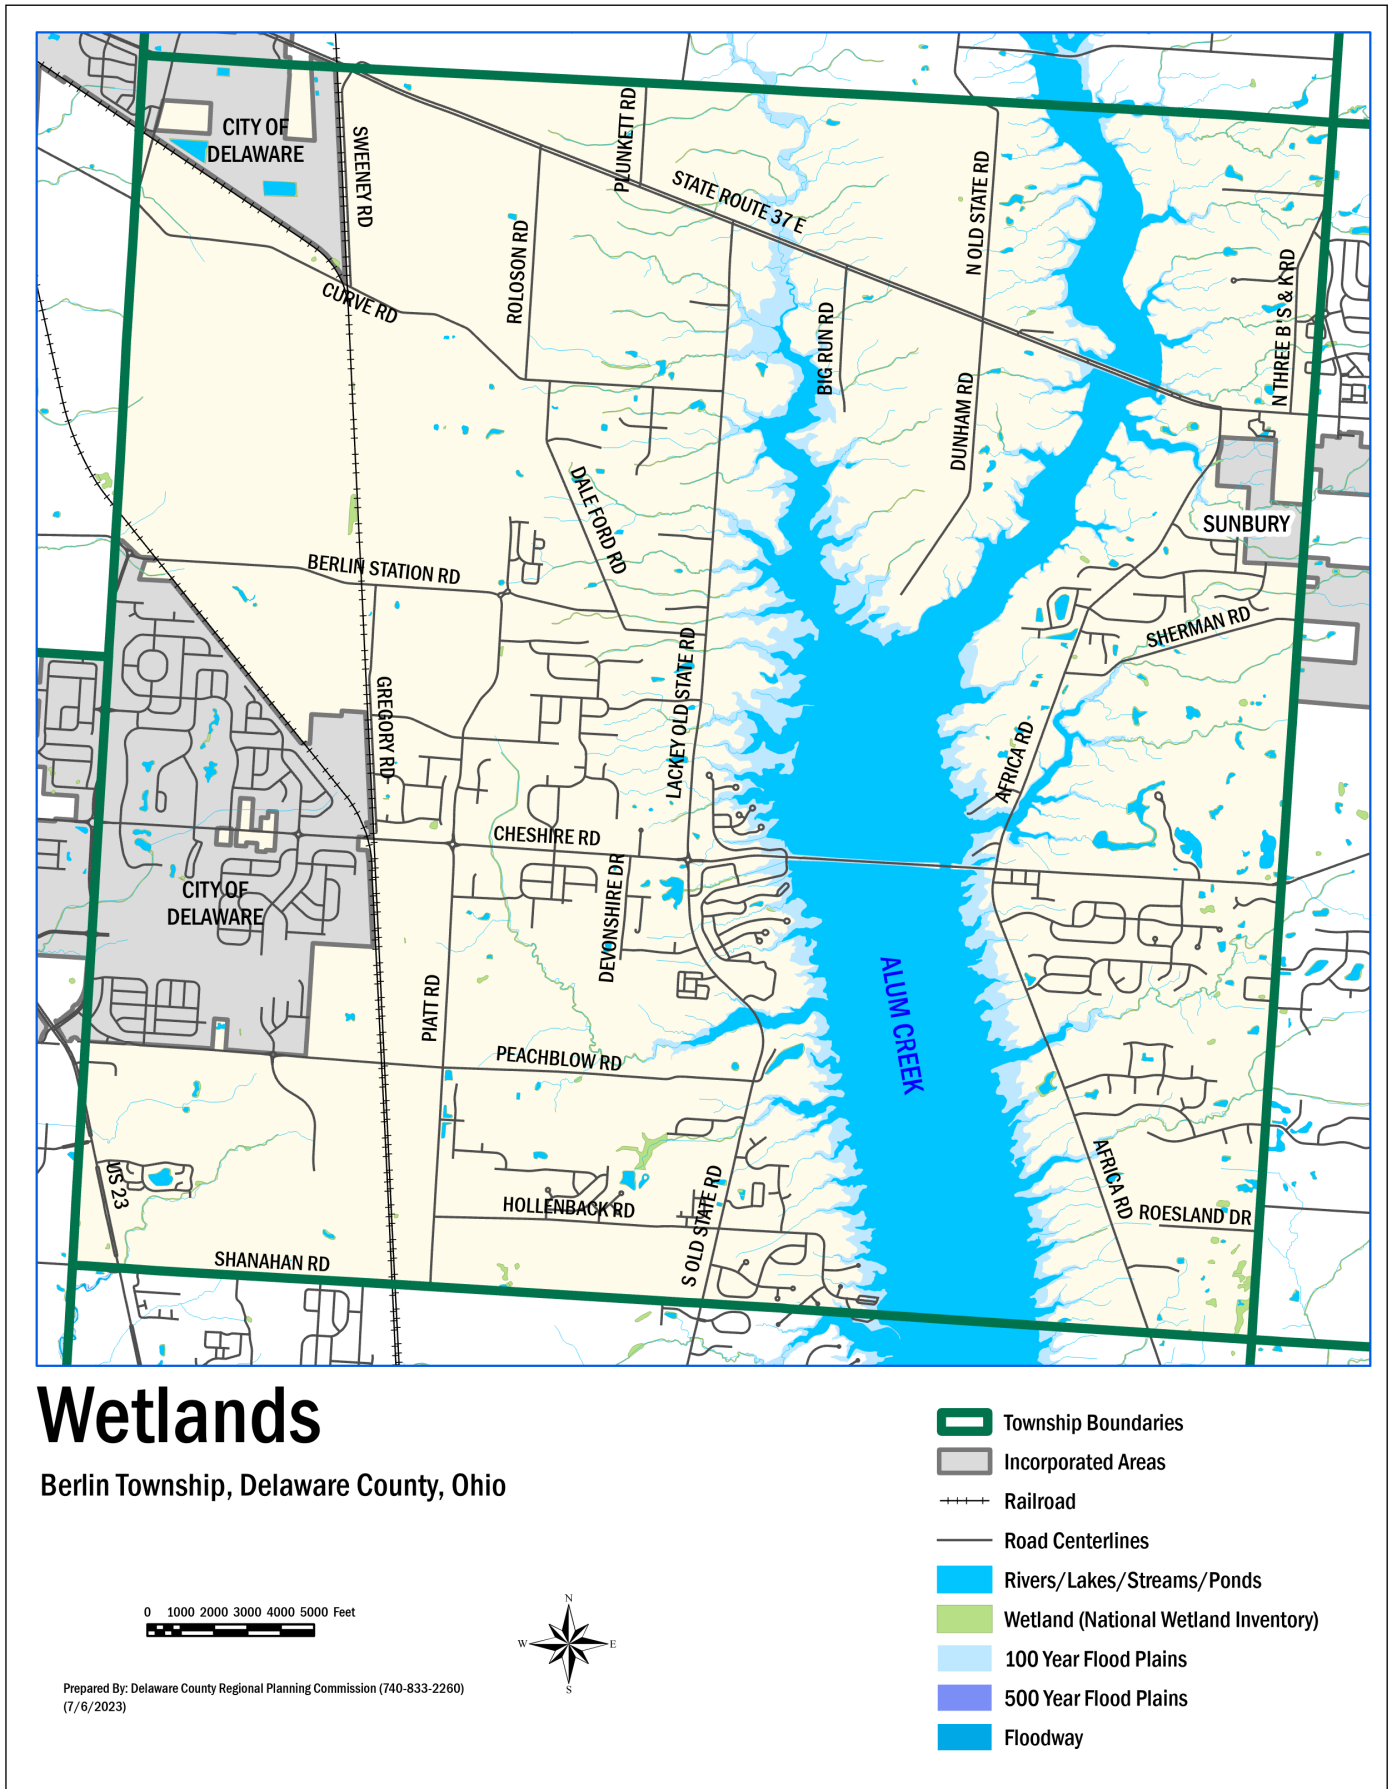 CITY OF
DELAWARE
SWEENEY RD
PLUNKETT RD
STATE ROUTE 37 E
N OLD STATE RD
ROLOSON RD
CURVE RD
BIG RUN RD
N THREE B'S & K RD
DUNHAM RD
DALE FORD RD
SUNBURY
BERLIN STATION RD
SHERMAN RD
LACKEY OLD STATE RD
GREGORY RD
AFRICA RD
CHESHIRE RD
DEVONSHIRE DR
CITY OF
DELAWARE
PIATT RD
ALUM CREEK
PEACHBLOW RD
US 23
HOLLENBACK RD
S OLD STATE RD
AFRICA RD
ROESLAND DR
SHANAHAN RD
Wetlands
Berlin Township, Delaware County, Ohio
0 1000 2000 3000 4000 5000 Feet
N
W E
S
Prepared By: Delaware County Regional Planning Commission (740-833-2260)
(7/6/2023)
Township Boundaries
Incorporated Areas
Railroad
Road Centerlines
Rivers/Lakes/Streams/Ponds
Wetland (National Wetland Inventory)
100 Year Flood Plains
500 Year Flood Plains
Floodway